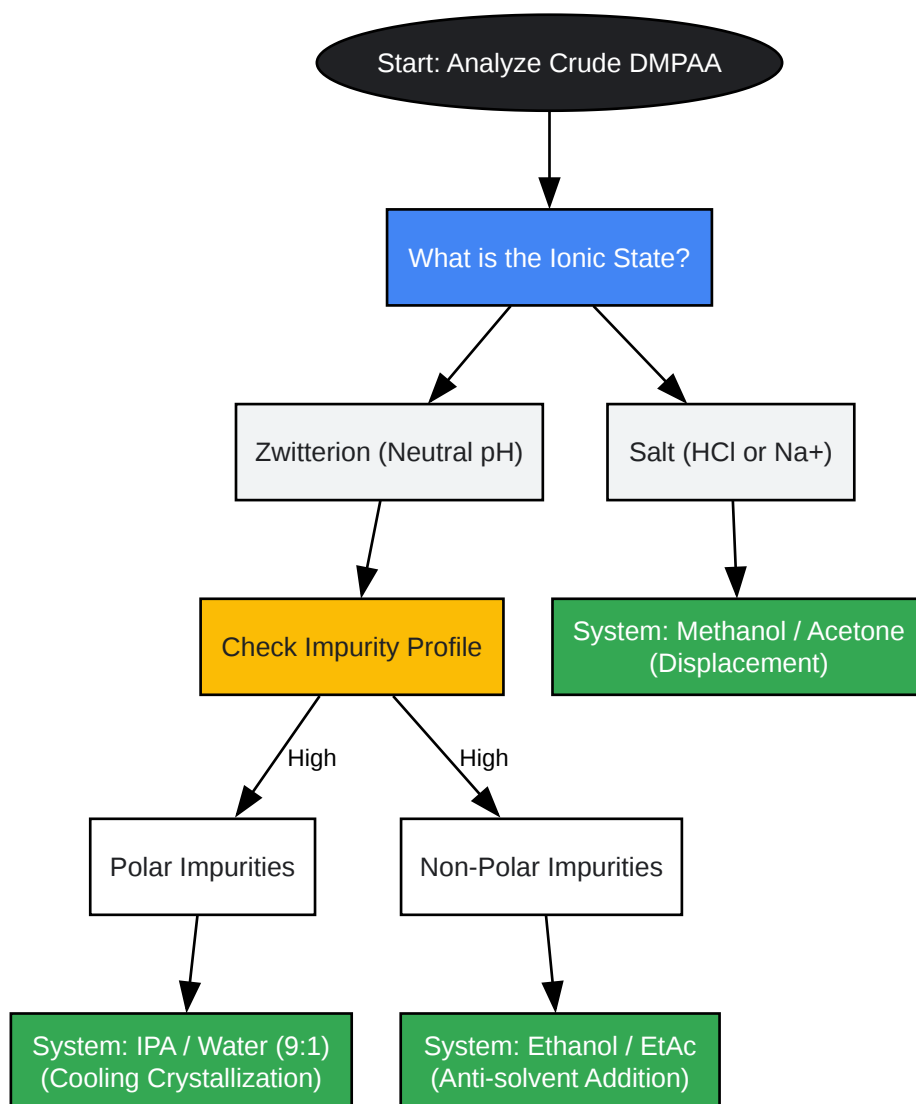 Start: Analyze Crude DMPAA
What is the Ionic State?
Zwitterion (Neutral pH)
Salt (HCl or Na+)
Check Impurity Profile
System: Methanol / Acetone
(Displacement)
High
High
Polar Impurities
Non-Polar Impurities
System: IPA / Water (9:1)
(Cooling Crystallization)
System: Ethanol / EtAc
(Anti-solvent Addition)